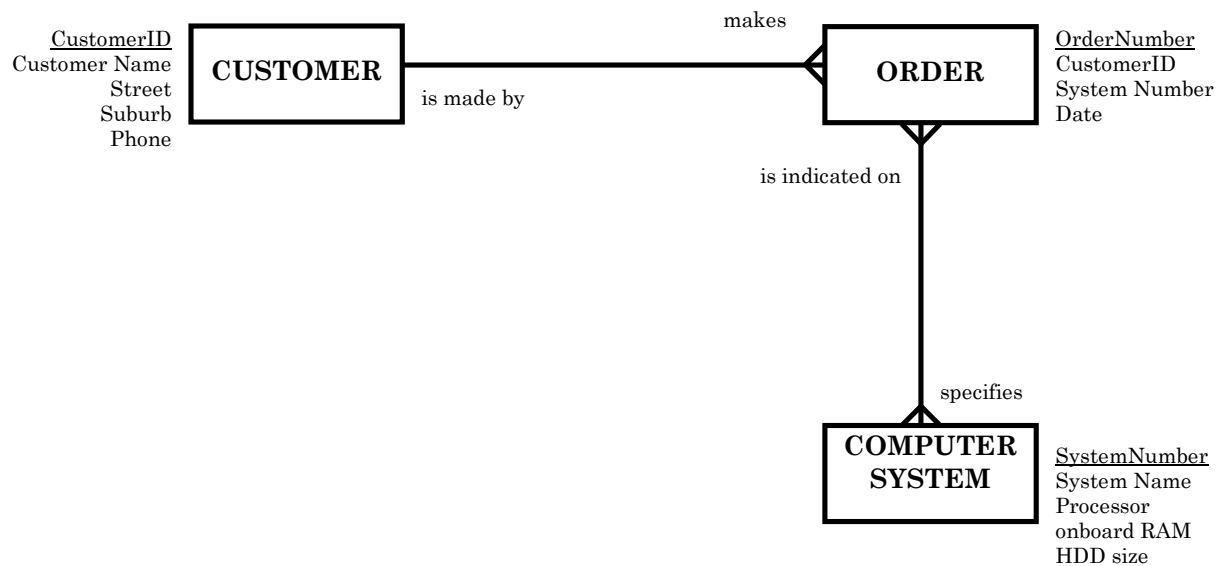 makes
CustomerID
Customer Name
Street
Suburb
Phone
CUSTOMER
is made by
ORDER
OrderNumber
CustomerID
System Number
Date
is indicated on
specifies
COMPUTER
SYSTEM
SystemNumber
System Name
Processor
onboard RAM
HDD size